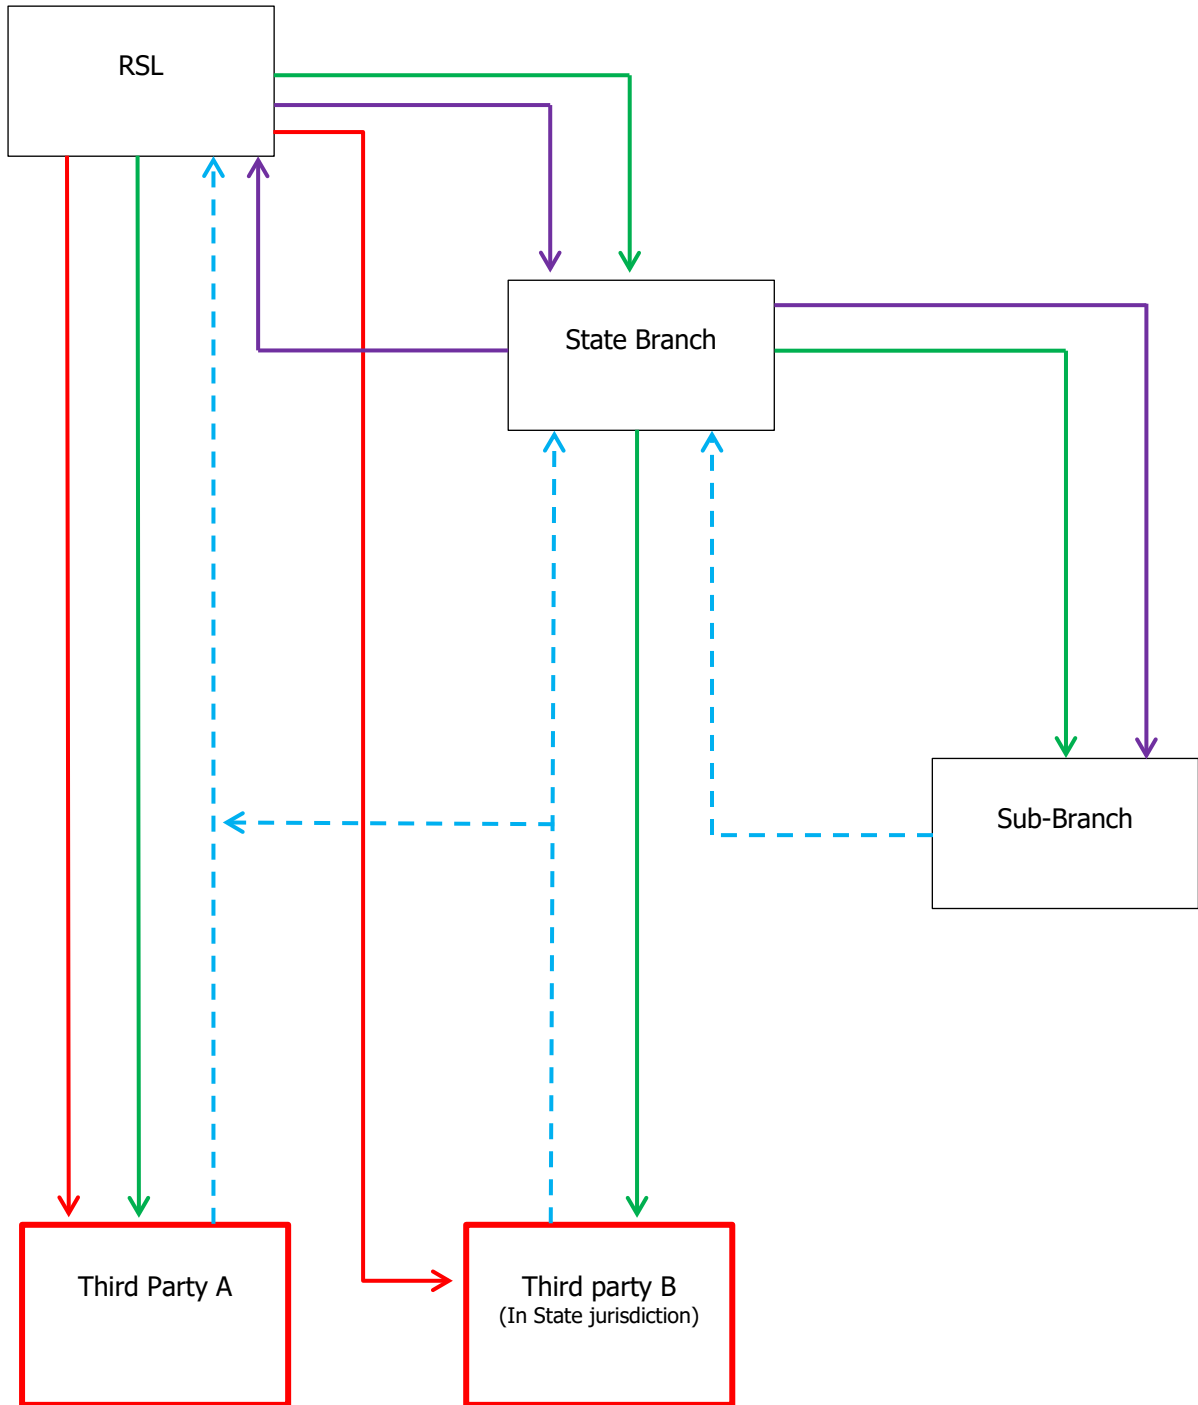 RSL
State Branch
Sub-Branch
Third Party A
Third party B
(In State jurisdiction)